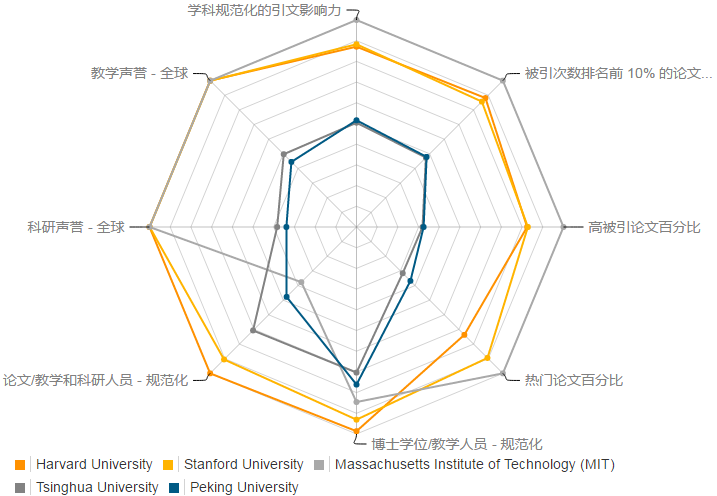 学科规范化的引文影响力
教学声誉 - 全球
被引次数排名前 10% 的论文...
科研声誉 - 全球
高被引论文百分比
论文/教学和科研人员 - 规范化
热门论文百分比
博士学位/教学人员 - 规范化
Harvard University
Stanford University
Massachusetts Institute of Technology (MIT)
Tsinghua University
Peking University